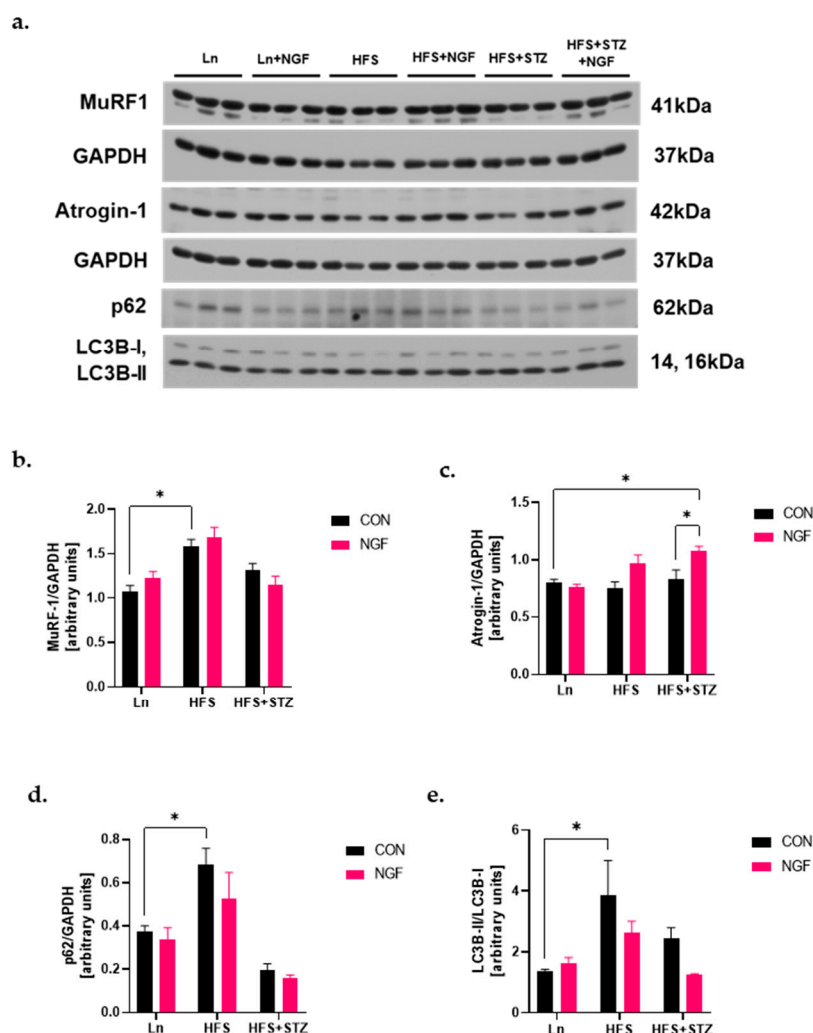 a.
Ln Ln+NGF HFS HFS+NGF HFS+STZ HFS+STZ
+NGF
MuRF1 41kDa
GAPDH 37kDa
Atrogin-1 42kDa
GAPDH 37kDa
p62 62kDa
LC3B-I,
LC3B-II 14, 16kDa
b.
MuRF-1/GAPDH
[arbitrary units]
2.0
1.5
1.0
0.5
0.0
*
Ln HFS HFS+STZ
CON
NGF
c.
Atrogin-1/GAPDH
[arbitrary units]
1.5
1.0
0.5
0.0
*
*
Ln HFS HFS+STZ
CON
NGF
d.
p62/GAPDH
[arbitrary units]
0.8
0.6
0.4
0.2
0.0
*
Ln HFS HFS+STZ
CON
NGF
e.
LC3B-II/LC3B-I
[arbitrary units]
6
4
2
0
*
Ln HFS HFS+STZ
CON
NGF